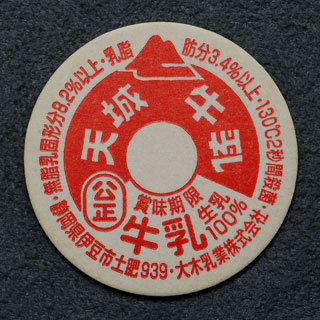 天城牛乳
公正
賞味期限
生乳100%
牛乳
無脂乳固形分8.2%以上・乳脂肪分3.4%以上・130℃2秒間殺菌
静岡県伊豆市土肥939・大木乳業株式会社